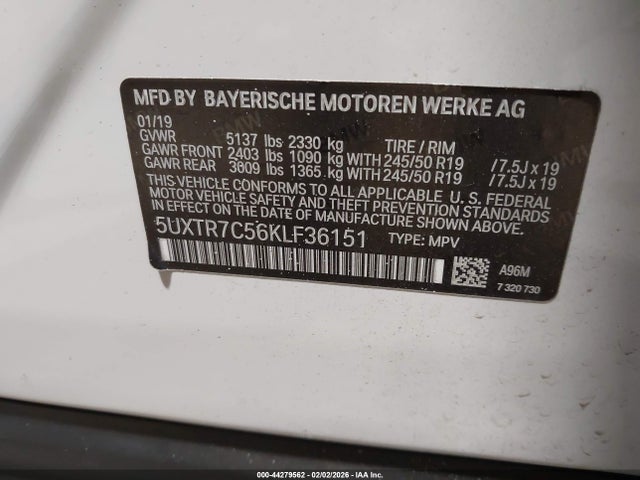 MFD BY BAYERISCHE MOTOREN WERKE AG
01/19
GVWR 5137 lbs 2330 kg TIRE / RIM
GAWR FRONT 2403 lbs 1090 kg WITH 245/50 R19 /7.5J x 19
GAWR REAR 3809 lbs 1365 kg WITH 245/50 R19 /7.5J x 19
THIS VEHICLE CONFORMS TO ALL APPLICABLE U. S. FEDERAL
MOTOR VEHICLE SAFETY, BUMPER, AND
THEFT PREVENTION STANDARDS IN EFFECT ON THE
DATE OF MANUFACTURE SHOWN ABOVE.
5UXTR7C56KLF36151 TYPE: MPV
A96M
7 320 730
000-44279562 - 02/02/2026 - IAA Inc.